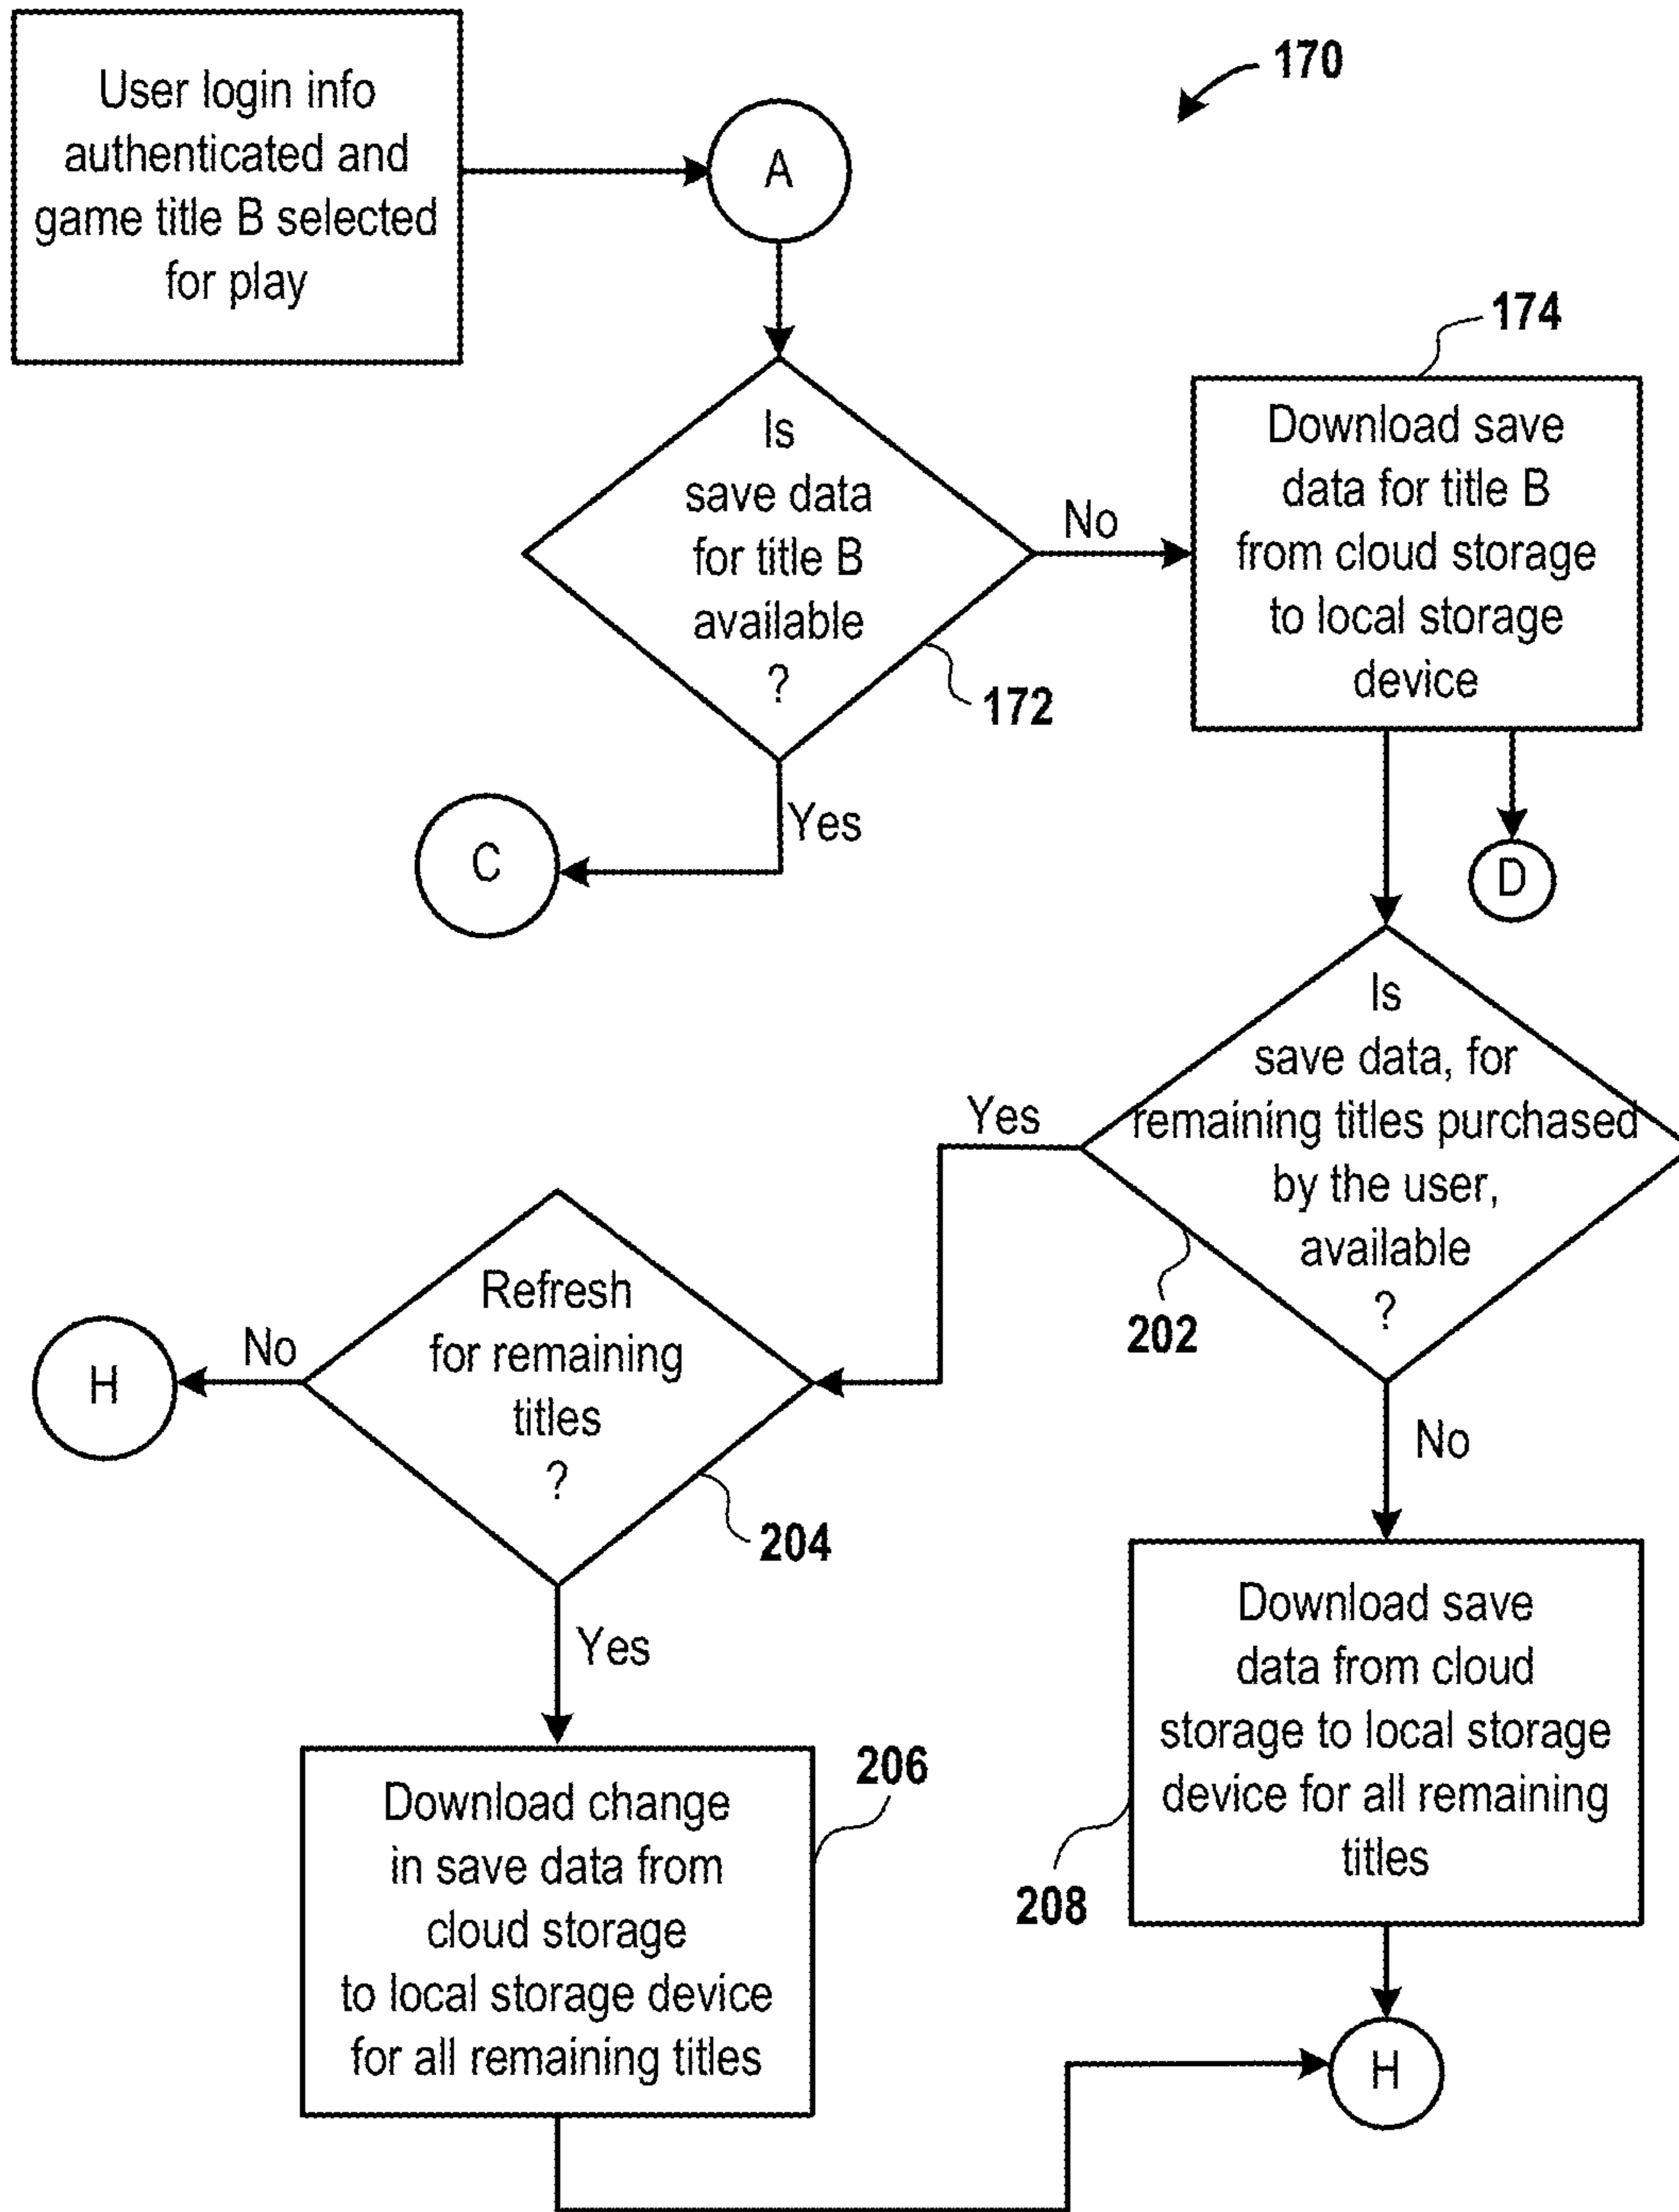 170
User login info
authenticated and
game title B selected
for play
A
174
Is
save data
for title B
available
?
No
172
Yes
Download save
data for title B
from cloud storage
to local storage
device
C
D
Is
save data, for
remaining titles purchased
by the user,
available
?
Yes
202
No
Refresh
for remaining
titles
?
No
H
204
Yes
206
Download change
in save data from
cloud storage
to local storage device
for all remaining titles
Download save
data from cloud
storage to local storage
device for all remaining
titles
208
H